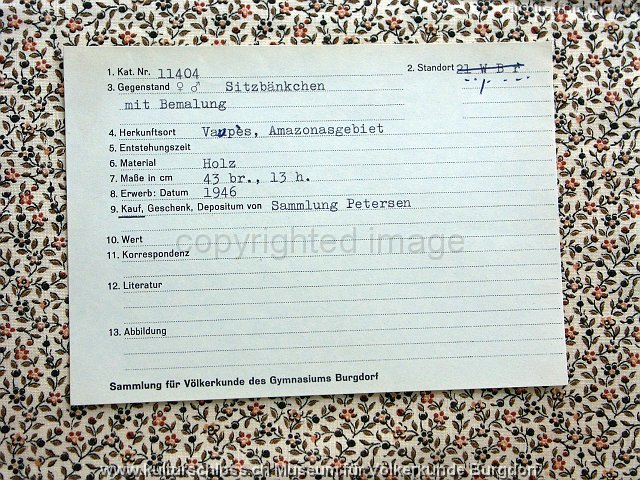 1. Kat. Nr. 11404
2. Standort 21 W B 1
3. Gegenstand ♀ ♂ Sitzbänkchen
mit Bemalung
4. Herkunftsort Vaupès, Amazonasgebiet
5. Entstehungszeit
6. Material Holz
7. Maße in cm 43 br., 13 h.
8. Erwerb: Datum 1946
9. Kauf, Geschenk, Depositum von Sammlung Petersen
10. Wert
copyrighted image
11. Korrespondenz
12. Literatur
13. Abbildung
Sammlung für Völkerkunde des Gymnasiums Burgdorf
www.kulturschloss.ch Museum für Völkerkunde Burgdorf